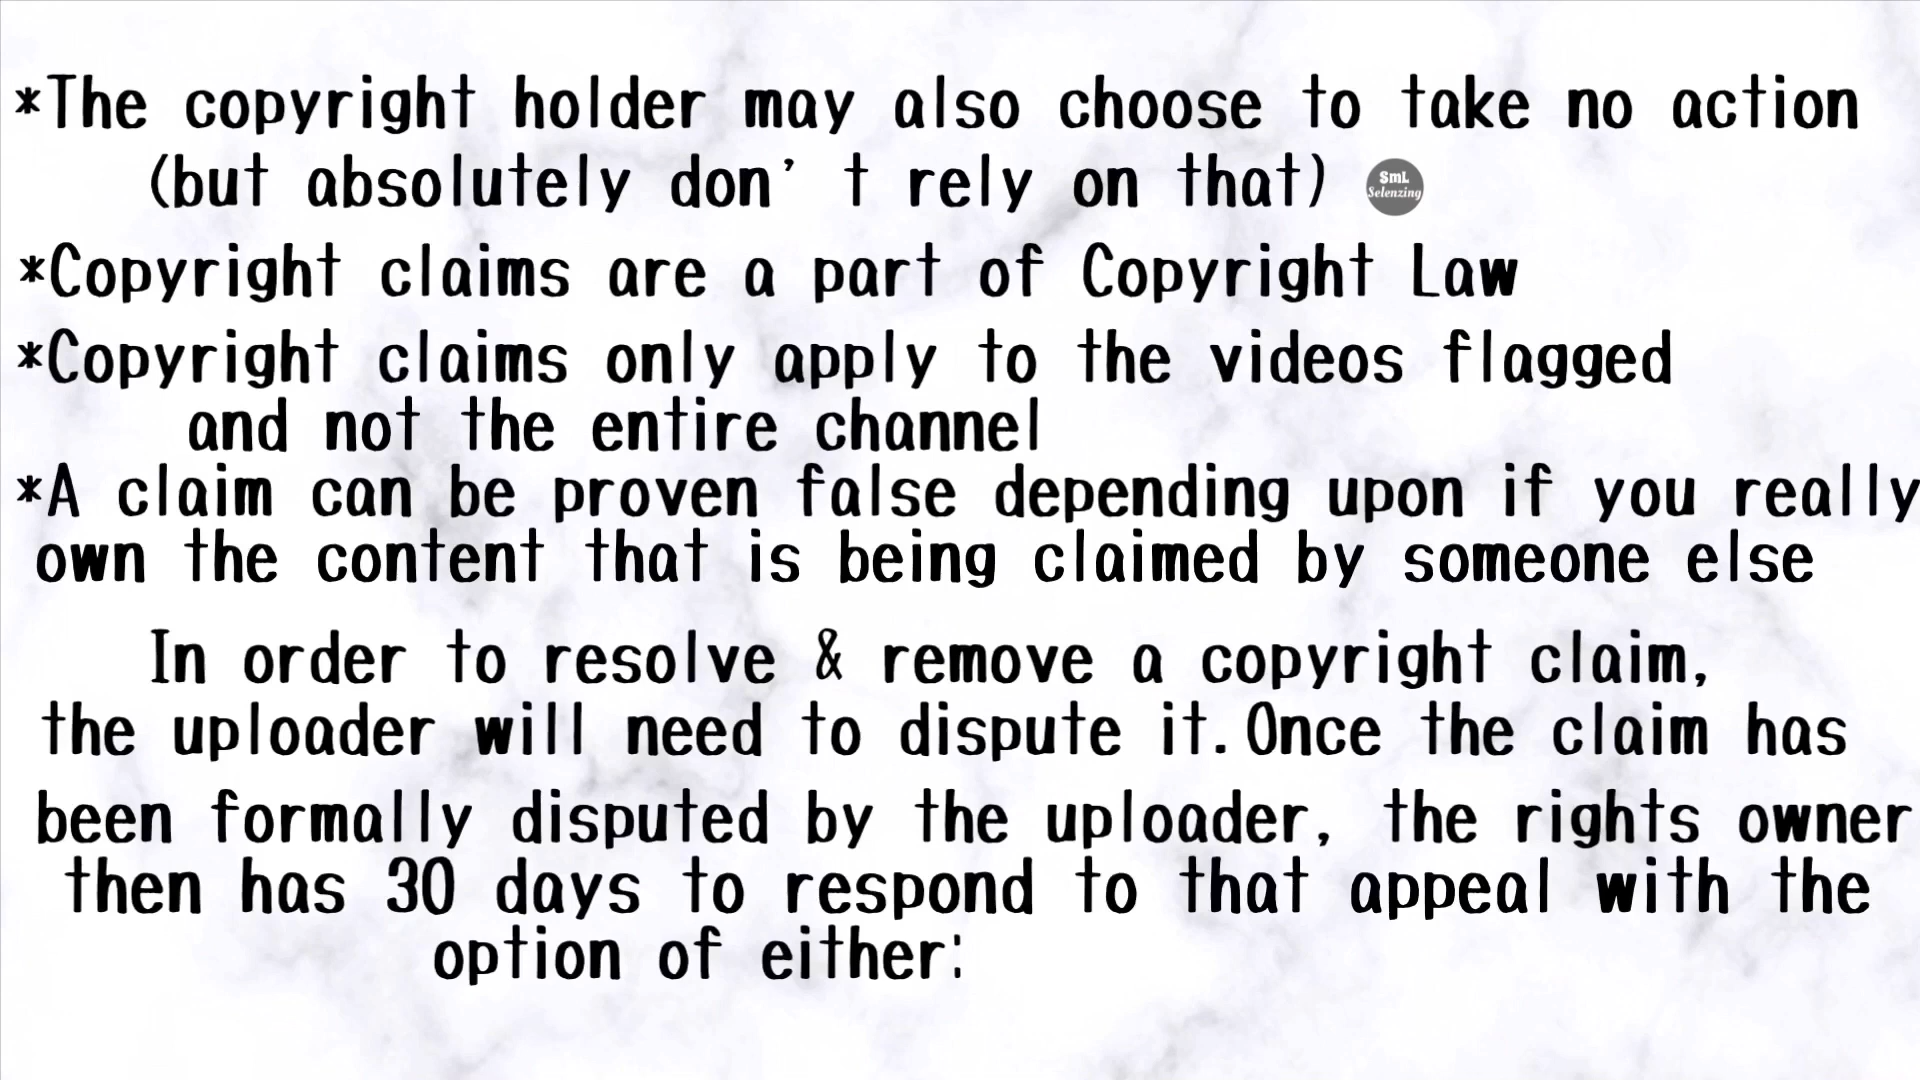 *The copyright holder may also choose to take no action
(but absolutely don' t rely on that)
SmL
Selenzing
*Copyright claims are a part of Copyright Law
*Copyright claims only apply to the videos flagged
and not the entire channel
*A claim can be proven false depending upon if you really
own the content that is being claimed by someone else
In order to resolve & remove a copyright claim,
the uploader will need to dispute it.Once the claim has
been formally disputed by the uploader, the rights owner
then has 30 days to respond to that appeal with the
option of either: